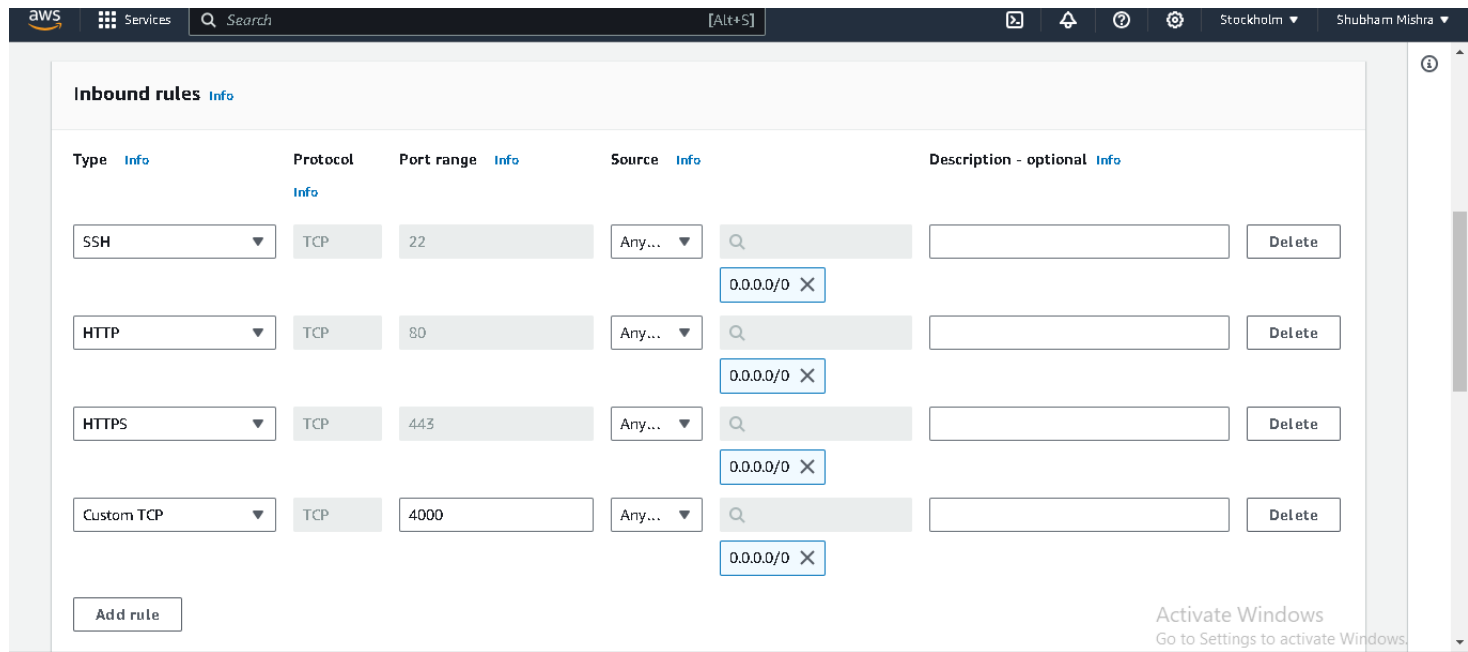 aws Services Search [Alt+S] Stockholm Shubham Mishra
Inbound rules Info
Type Info Protocol Port range Info Source Info Description - optional Info
Info
SSH TCP 22 Any... Delete
0.0.0.0/0
HTTP TCP 80 Any... Delete
0.0.0.0/0
HTTPS TCP 443 Any... Delete
0.0.0.0/0
Custom TCP TCP 4000 Any... Delete
0.0.0.0/0
Add rule
Activate Windows
Go to Settings to activate Windows.